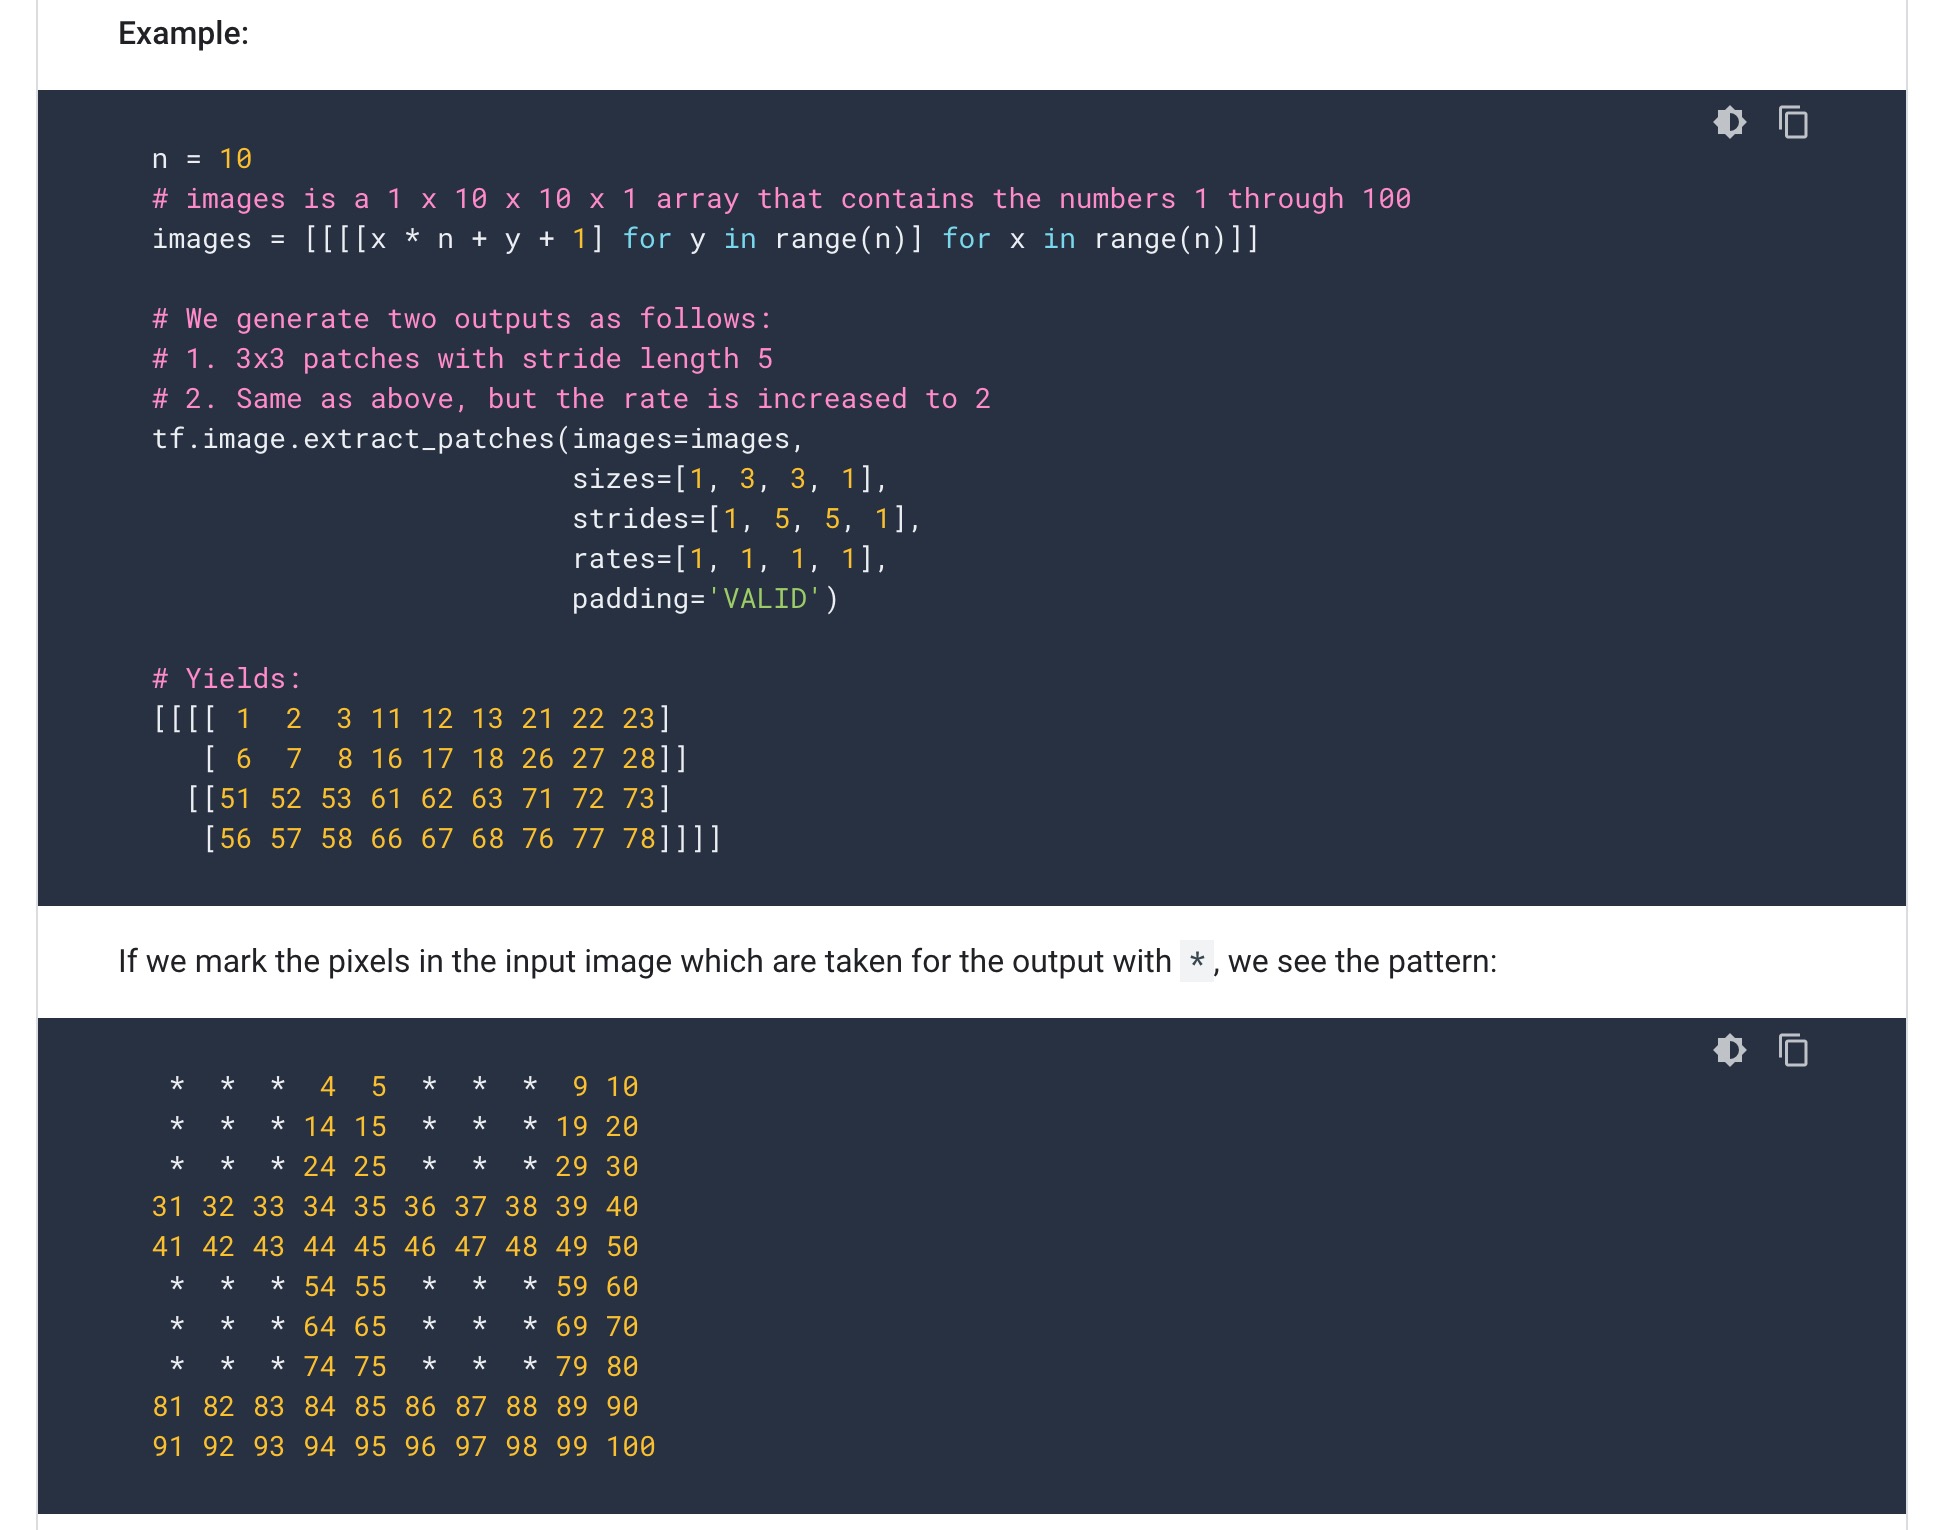 Example:
n = 10
# images is a 1 x 10 x 10 x 1 array that contains the numbers 1 through 100
images = [[[[x * n + y + 1] for y in range(n)] for x in range(n)]]
# We generate two outputs as follows:
# 1. 3x3 patches with stride length 5
# 2. Same as above, but the rate is increased to 2
tf.image.extract_patches(images=images,
                         sizes=[1, 3, 3, 1],
                         strides=[1, 5, 5, 1],
                         rates=[1, 1, 1, 1],
                         padding='VALID')
# Yields:
[[[[ 1  2  3 11 12 13 21 22 23]
   [ 6  7  8 16 17 18 26 27 28]]
  [[51 52 53 61 62 63 71 72 73]
   [56 57 58 66 67 68 76 77 78]]]]
If we mark the pixels in the input image which are taken for the output with *, we see the pattern:
 *  *  *  4  5  *  *  *  9 10
 *  *  * 14 15  *  *  * 19 20
 *  *  * 24 25  *  *  * 29 30
31 32 33 34 35 36 37 38 39 40
41 42 43 44 45 46 47 48 49 50
 *  *  * 54 55  *  *  * 59 60
 *  *  * 64 65  *  *  * 69 70
 *  *  * 74 75  *  *  * 79 80
81 82 83 84 85 86 87 88 89 90
91 92 93 94 95 96 97 98 99 100